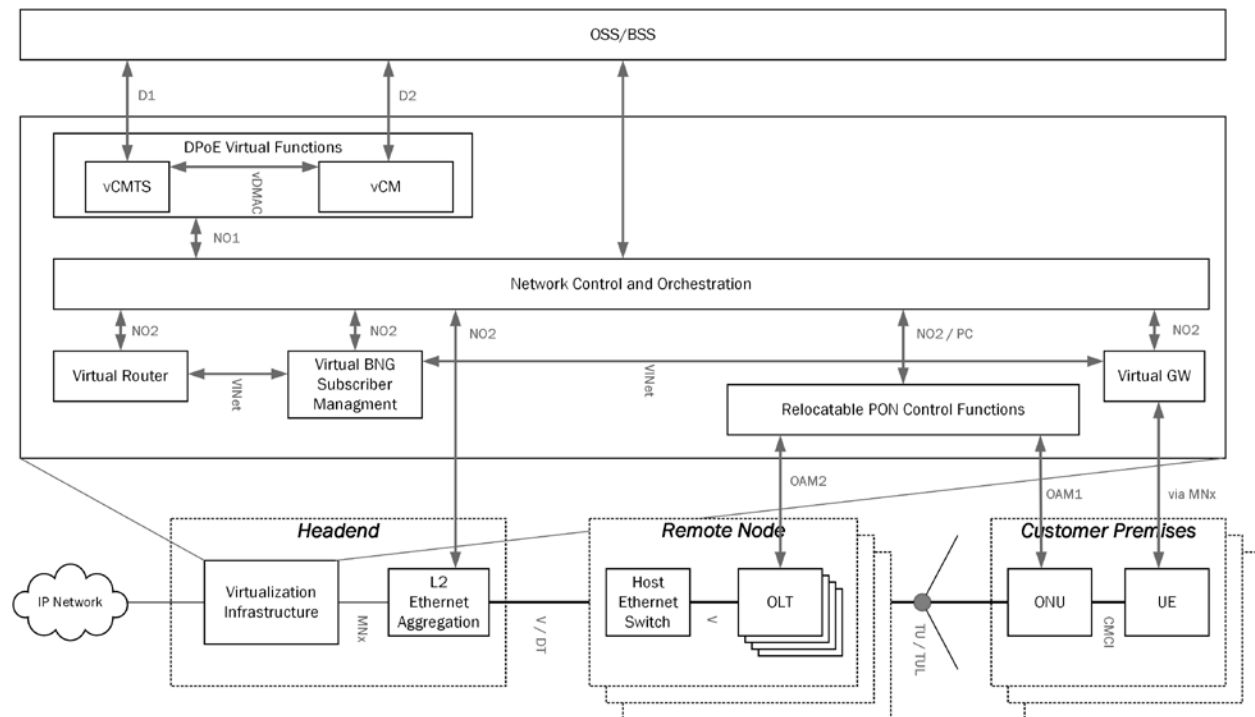 OSS/BSS
D1
D2
DPoE Virtual Functions
vCMTS
vDMAC
vCM
NO1
Network Control and Orchestration
NO2
NO2
NO2
NO2 / PC
NO2
Virtual Router
VINet
Virtual BNG
Subscriber
Managment
VINet
Virtual GW
Relocatable PON Control Functions
OAM2
OAM1
via MNx
Headend
Remote Node
Customer Premises
IP Network
Virtualization
Infrastructure
MNx
L2
Ethernet
Aggregation
V / DT
Host
Ethernet
Switch
V
OLT
TU / TUL
ONU
CMCI
UE